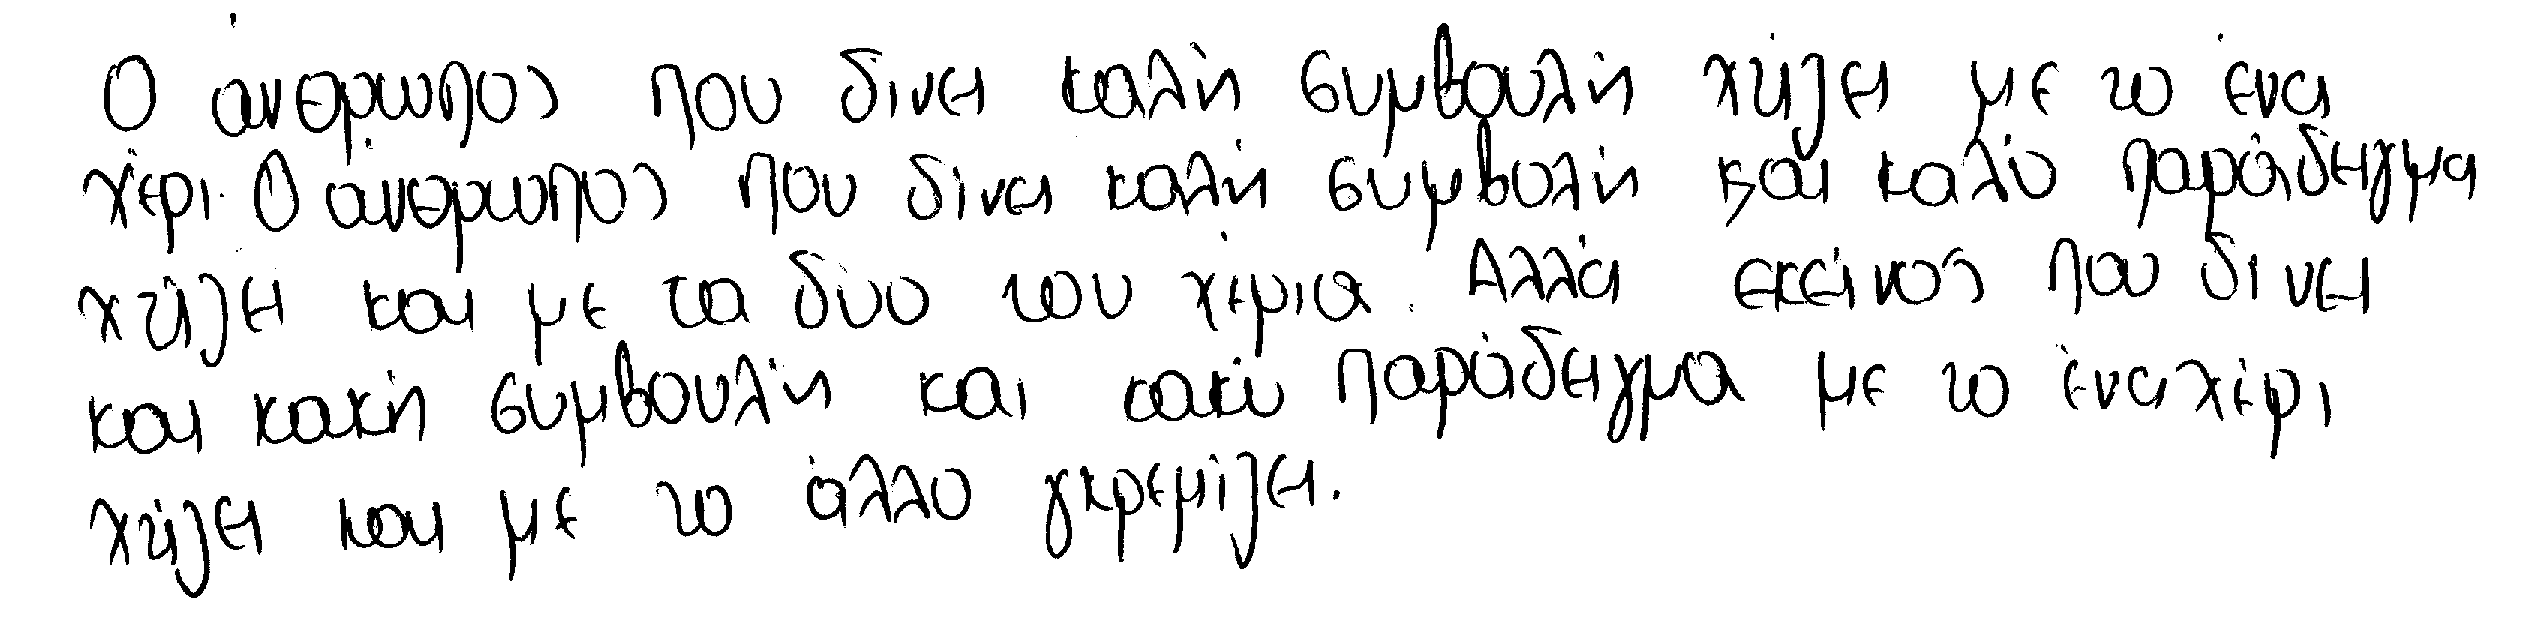 Ο άνθρωπος που δίνει καλή συμβουλή χτίζει με το ένα
χέρι. Ο άνθρωπος που δίνει καλή συμβολή και καλό παράδειγμα
χτίζει και με τα δύο του χέρια. Αλλά εκείνος που δίνει
και κακή συμβουλή και κακό παράδειγμα με το ένα χέρι
χτίζει και με το άλλο γκρεμίζει.